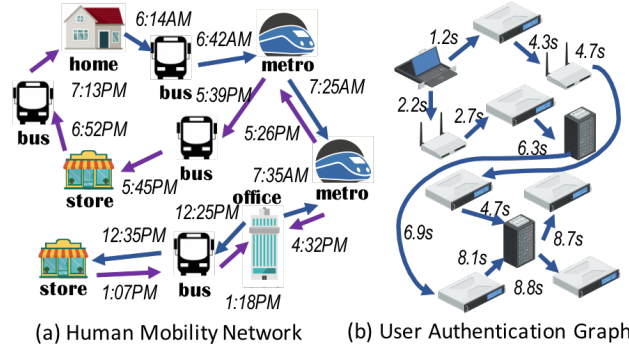 6:14AM
6:42AM
home
metro
bus
7:13PM
5:39PM
7:25AM
bus
6:52PM
5:26PM
bus
7:35AM
metro
store
5:45PM
office
12:25PM
12:35PM
4:32PM
store
bus
1:07PM
1:18PM
(a) Human Mobility Network
1.2s
4.3s
4.7s
2.2s
2.7s
6.3s
4.7s
6.9s
8.7s
8.1s
8.8s
(b) User Authentication Graph